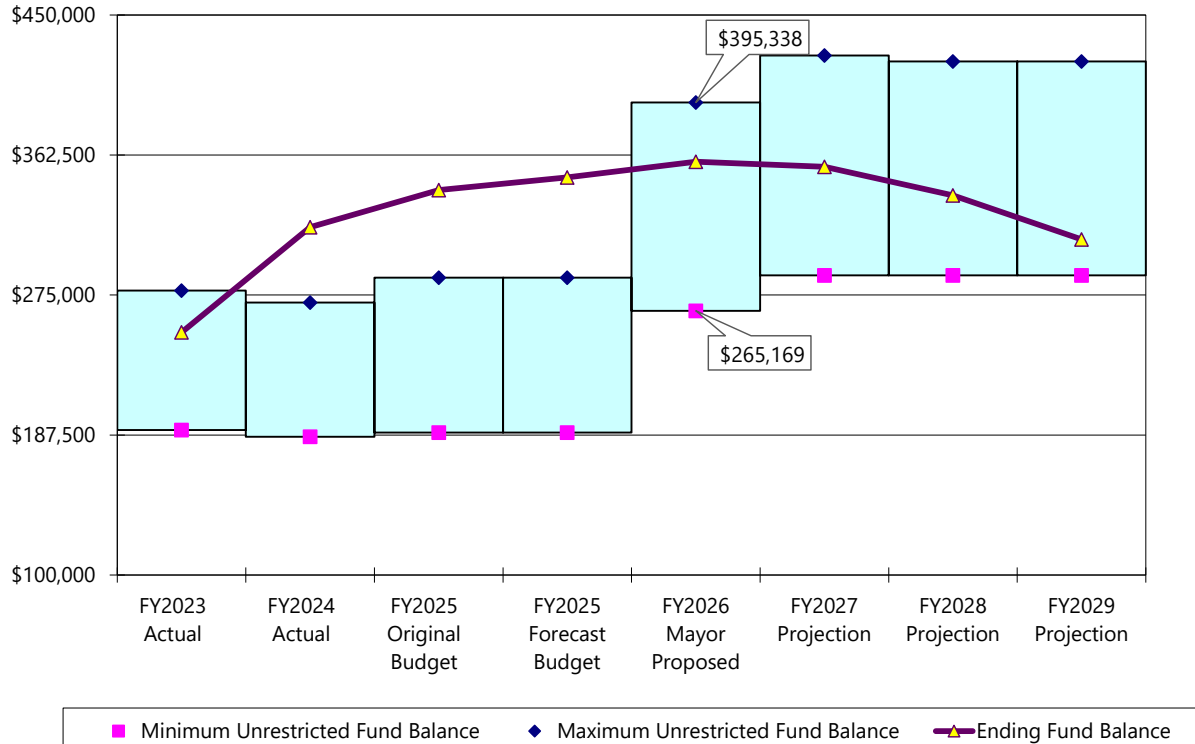 $450,000
$395,338
$362,500
$275,000
$265,169
$187,500
$100,000
FY2023 Actual
FY2024 Actual
FY2025 Original Budget
FY2025 Forecast Budget
FY2026 Mayor Proposed
FY2027 Projection
FY2028 Projection
FY2029 Projection
Minimum Unrestricted Fund Balance
Maximum Unrestricted Fund Balance
Ending Fund Balance